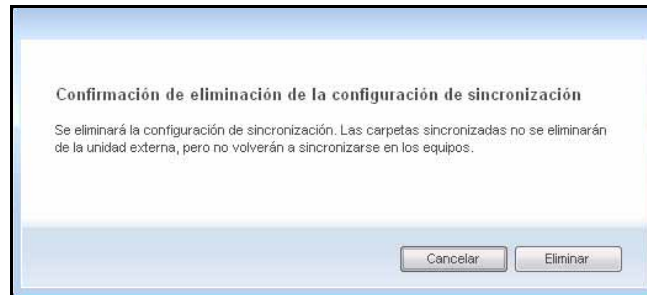 Confirmación de eliminación de la configuración de sincronización
Se eliminará la configuración de sincronización. Las carpetas sincronizadas no se eliminarán
de la unidad externa, pero no volverán a sincronizarse en los equipos.
Cancelar
Eliminar